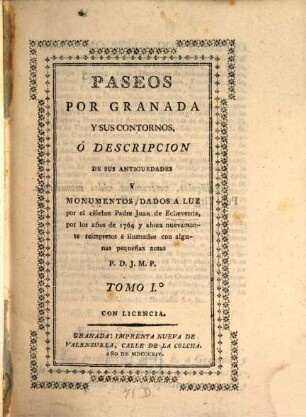 PASEOS
POR GRANADA
Y SUS CONTORNOS,
Ó DESCRIPCION
DE SUS ANTIGUEDADES
Y
MONUMENTOS, DADOS A LUZ
por el célebre Padre Juan de Echeverria,
por los años de 1764 y ahora nuevamen-
te reimpresos é ilustrados con algu-
nas pequeñas notas
P. D. J. M. P.
TOMO I.º
CON LICENCIA.
GRANADA: IMPRENTA NUEVA DE
VALENZUELA, CALLE DE LA COLCHA.
AÑO DE MDCCCXIV.